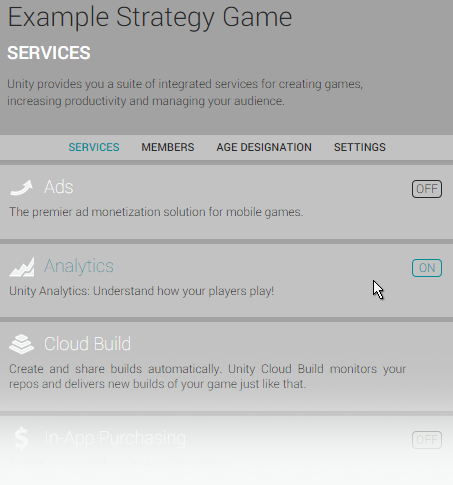 Example Strategy Game
SERVICES
Unity provides you a suite of integrated services for creating games,
increasing productivity and managing your audience.
SERVICES MEMBERS AGE DESIGNATION SETTINGS
Ads OFF
The premier ad monetization solution for mobile games.
Analytics ON
Unity Analytics: Understand how your players play!
Cloud Build
Create and share builds automatically. Unity Cloud Build monitors your
repos and delivers new builds of your game just like that.
In-App Purchasing OFF